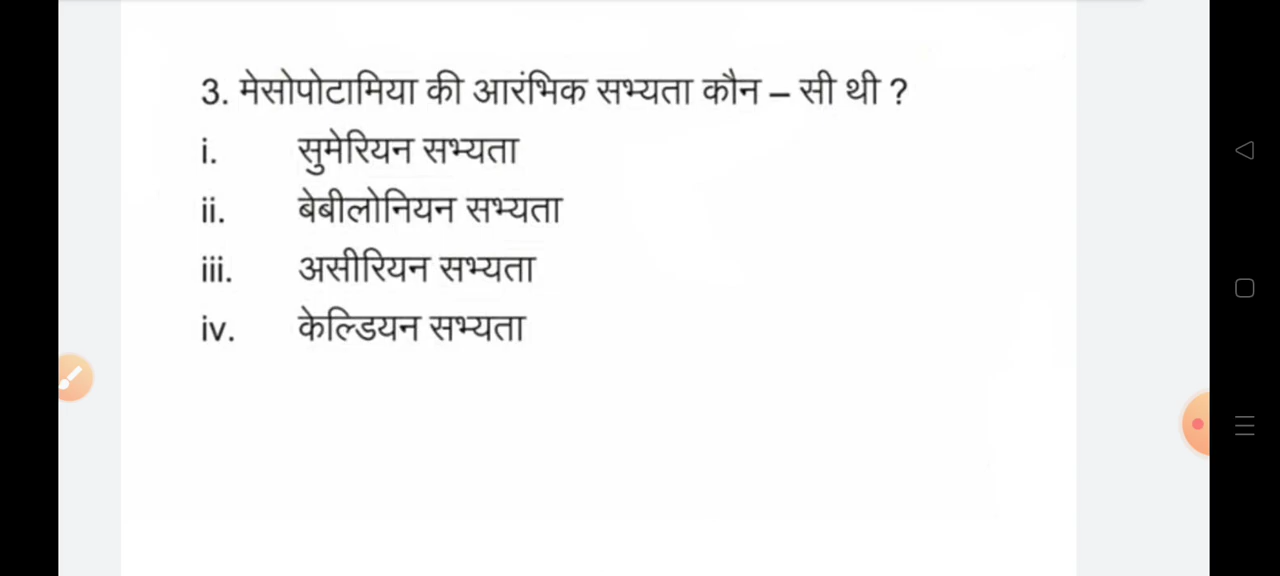 3. मेसोपोटामिया की आरंभिक सभ्यता कौन – सी थी ?
i. सुमेरियन सभ्यता
ii. बेबीलोनियन सभ्यता
iii. असीरियन सभ्यता
iv. केल्डियन सभ्यता